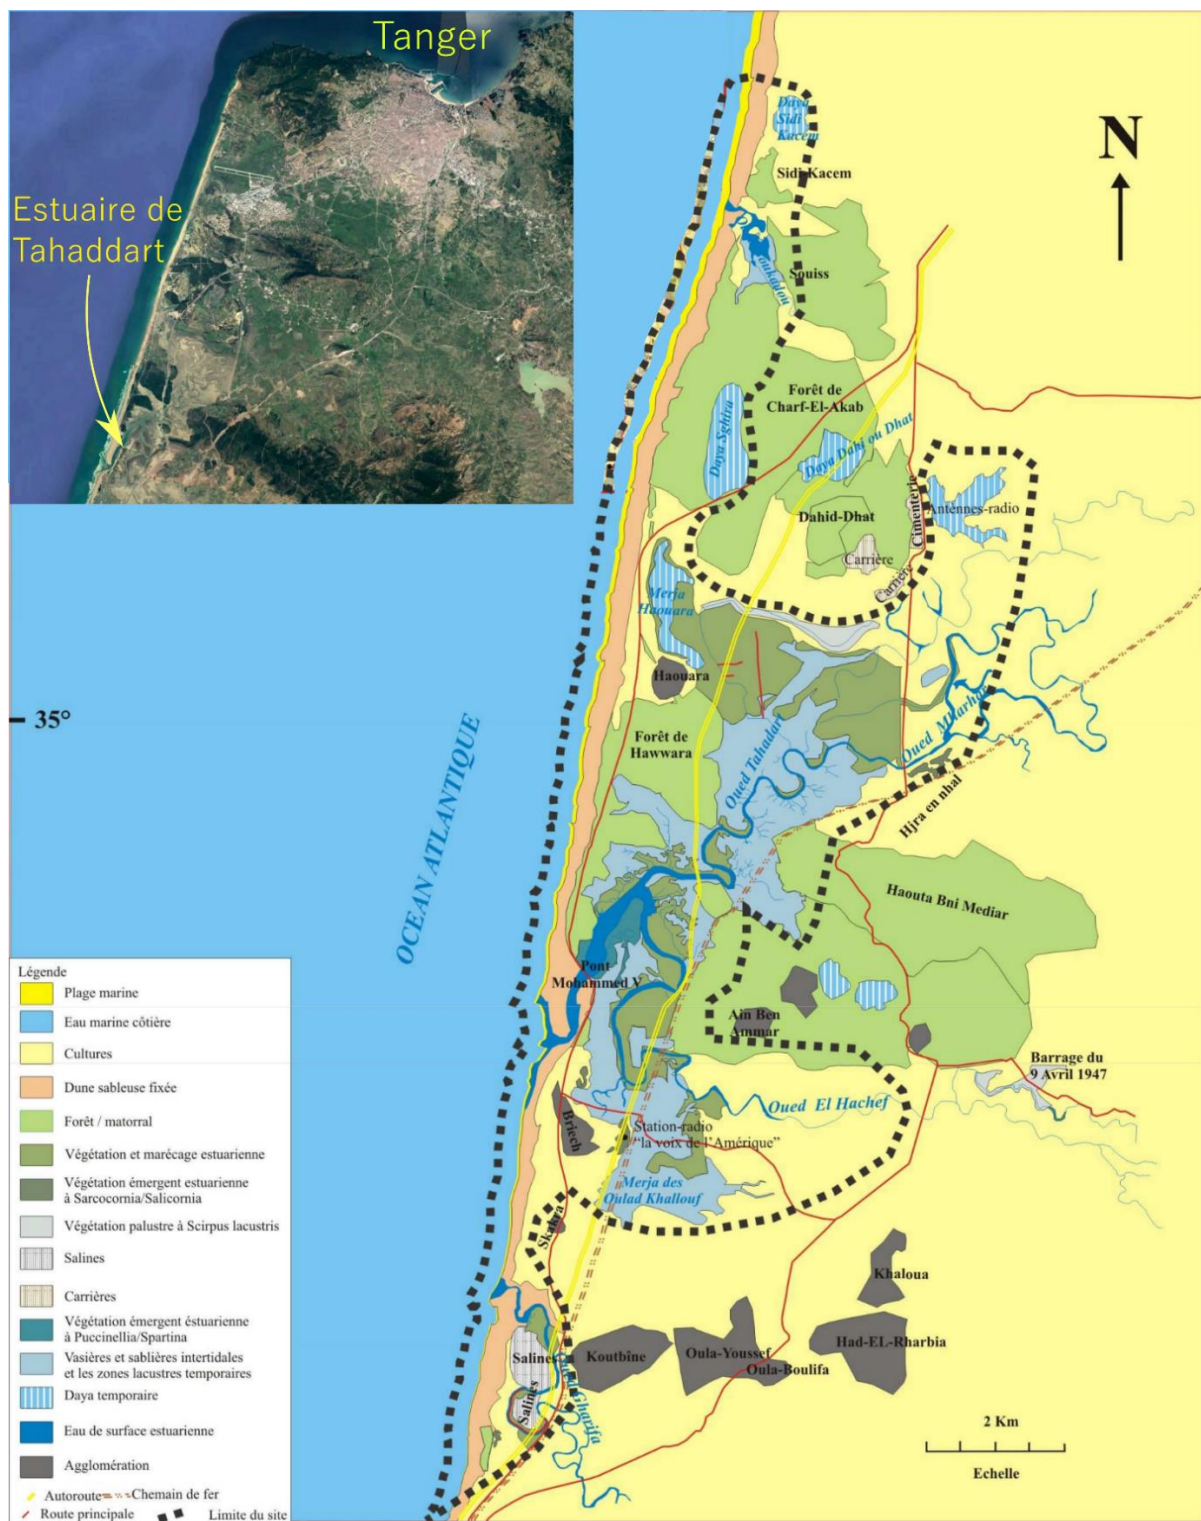 Tanger
Estuaire de
Tahaddart
N
Daya
Sidi
Kacem
Sidi-Kacem
Souiss
Forêt de
Charf-El-Akab
Daya Sghira
Daya Dahi ou Dhat
Dahid-Dhat
Cimenterie
Antennes-radio
Carrière
Carrière
Merja
Haouara
Haouara
35°
OCEAN ATLANTIQUE
Forêt de
Hawwara
Oued Tahadart
Oued Mharhar
Hjra en nhal
Haouta Bni Mediar
Pont
Mohammed V
Ain Ben
Ammar
Barrage du
9 Avril 1947
Oued El Hachef
Briech
Station-radio
“la voix de l’Amérique”
Merja des
Oulad Khallouf
Skakra
Khaloua
Salines
Koutbîne
Oula-Youssef
Oula-Boulifa
Had-EL-Rharbia
Salines
Oued Gharifa
2 Km
Echelle
Légende
Plage marine
Eau marine côtière
Cultures
Dune sableuse fixée
Forêt / matorral
Végétation et marécage estuarienne
Végétation émergent estuarienne
à Sarcocornia/Salicornia
Végétation palustre à Scirpus lacustris
Salines
Carrières
Végétation émergent éstuarienne
à Puccinellia/Spartina
Vasières et sablières intertidales
et les zones lacustres temporaires
Daya temporaire
Eau de surface estuarienne
Agglomération
Autoroute
Chemain de fer
Route principale
Limite du site